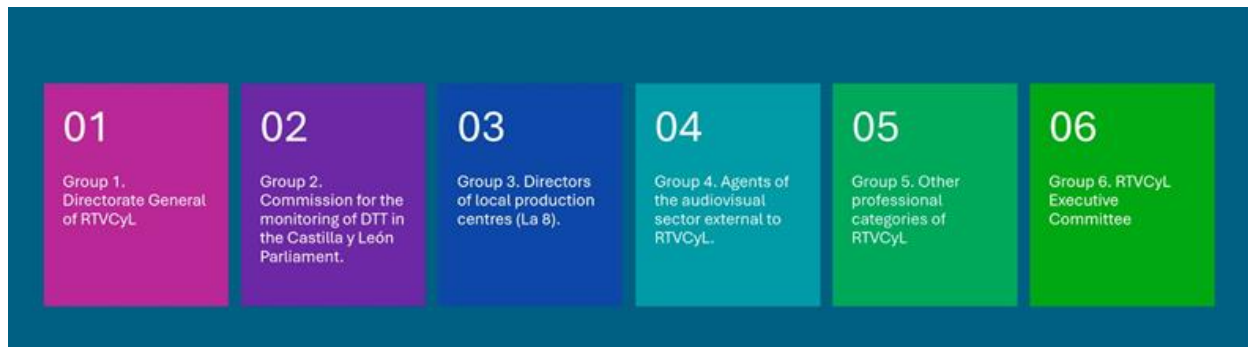 01
Group 1.
Directorate General
of RTVCyL
02
Group 2.
Commission for the
monitoring of DTT in
the Castilla y León
Parliament.
03
Group 3. Directors
of local production
centres (La 8).
04
Group 4. Agents of
the audiovisual
sector external to
RTVCyL.
05
Group 5. Other
professional
categories of
RTVCyL
06
Group 6. RTVCyL
Executive
Committee